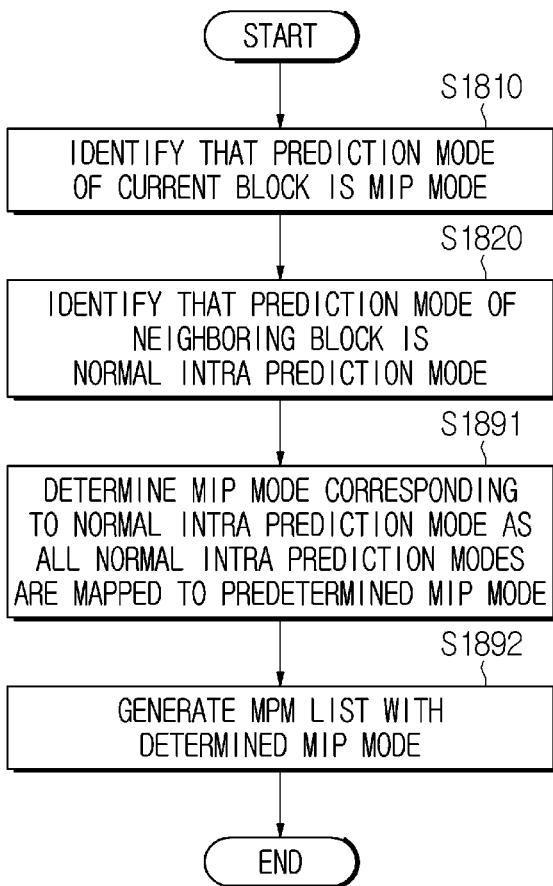 START
S1810
IDENTIFY THAT PREDICTION MODE
OF CURRENT BLOCK IS MIP MODE
S1820
IDENTIFY THAT PREDICTION MODE OF
NEIGHBORING BLOCK IS
NORMAL INTRA PREDICTION MODE
S1891
DETERMINE MIP MODE CORRESPONDING
TO NORMAL INTRA PREDICTION MODE AS
ALL NORMAL INTRA PREDICTION MODES
ARE MAPPED TO PREDETERMINED MIP MODE
S1892
GENERATE MPM LIST WITH
DETERMINED MIP MODE
END